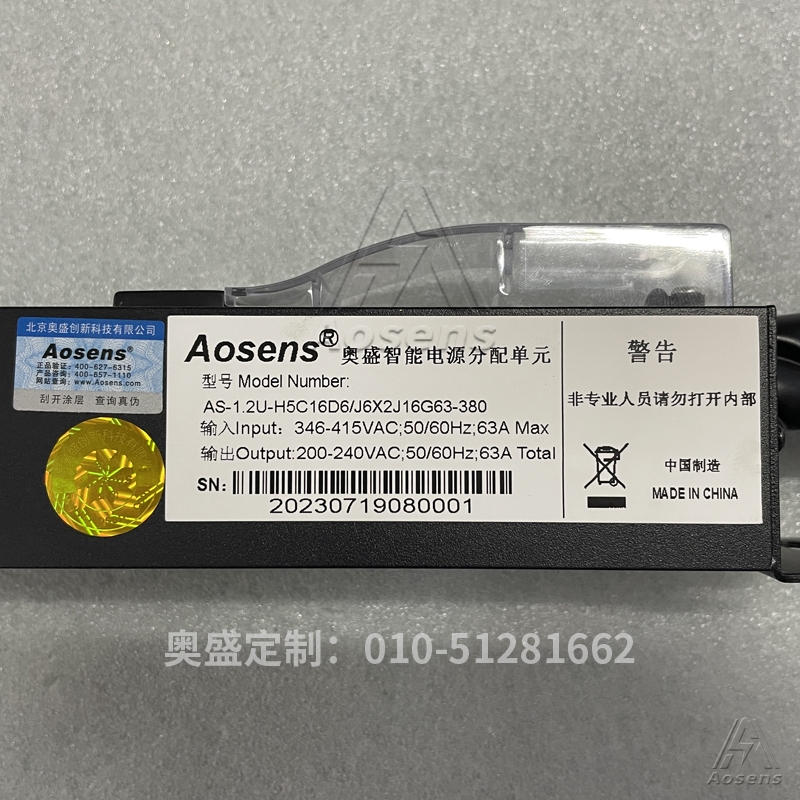 北京奥盛创新科技有限公司
Aosens®
正品验证：400-627-6315
产品咨询：400-657-1110
网站查询：www.Aosens.com
刮开涂层 查询真伪
Aosens® 奥盛智能电源分配单元
型号 Model Number:
AS-1.2U-H5C16D6/J6X2J16G63-380
输入Input: 346-415VAC;50/60Hz;63A Max
输出Output:200-240VAC;50/60Hz;63A Total
SN:
20230719080001
警告
非专业人员请勿打开内部
中国制造
MADE IN CHINA
Aosens
奥盛定制：010-51281662
Aosens